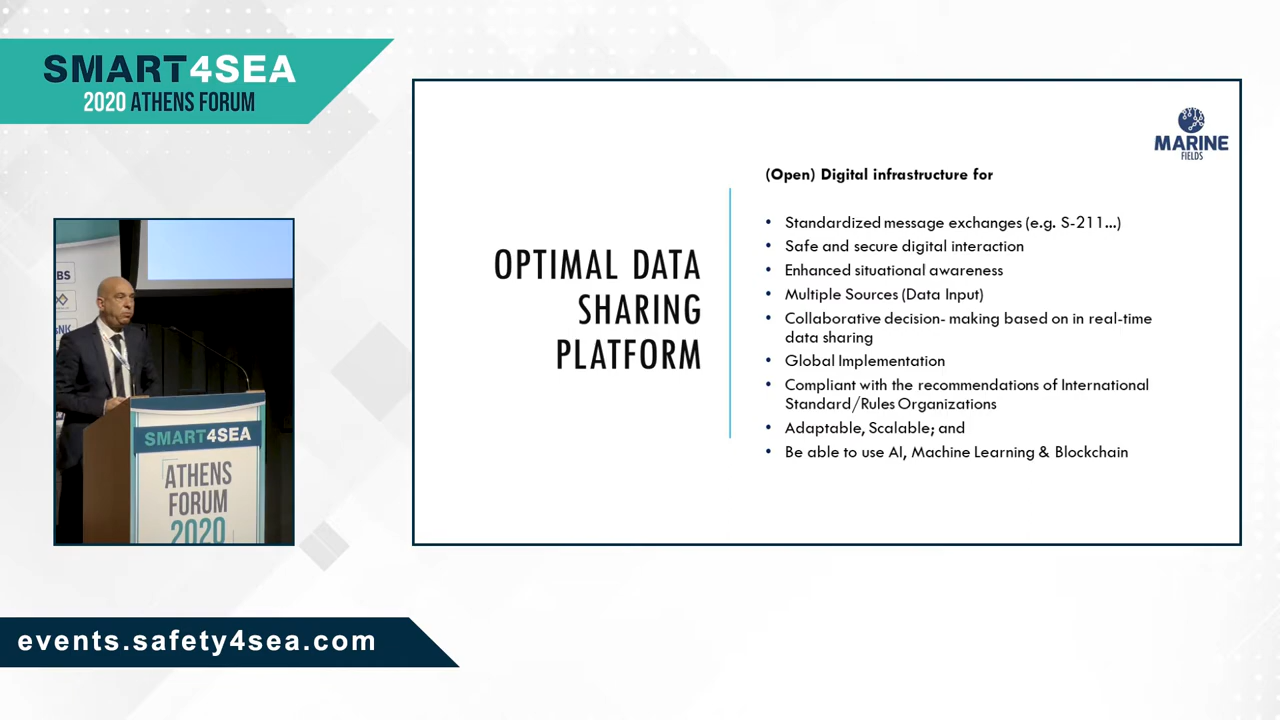 SMART4SEA
2020 ATHENS FORUM
MARINE
FIELDS
(Open) Digital infrastructure for
OPTIMAL DATA
SHARING
PLATFORM
• Standardized message exchanges (e.g. S-211...)
• Safe and secure digital interaction
• Enhanced situational awareness
• Multiple Sources (Data Input)
• Collaborative decision- making based on in real-time
data sharing
• Global Implementation
• Compliant with the recommendations of International
Standard/Rules Organizations
• Adaptable, Scalable; and
• Be able to use AI, Machine Learning & Blockchain
SMART4SEA
ATHENS
FORUM
2020
events.safety4sea.com